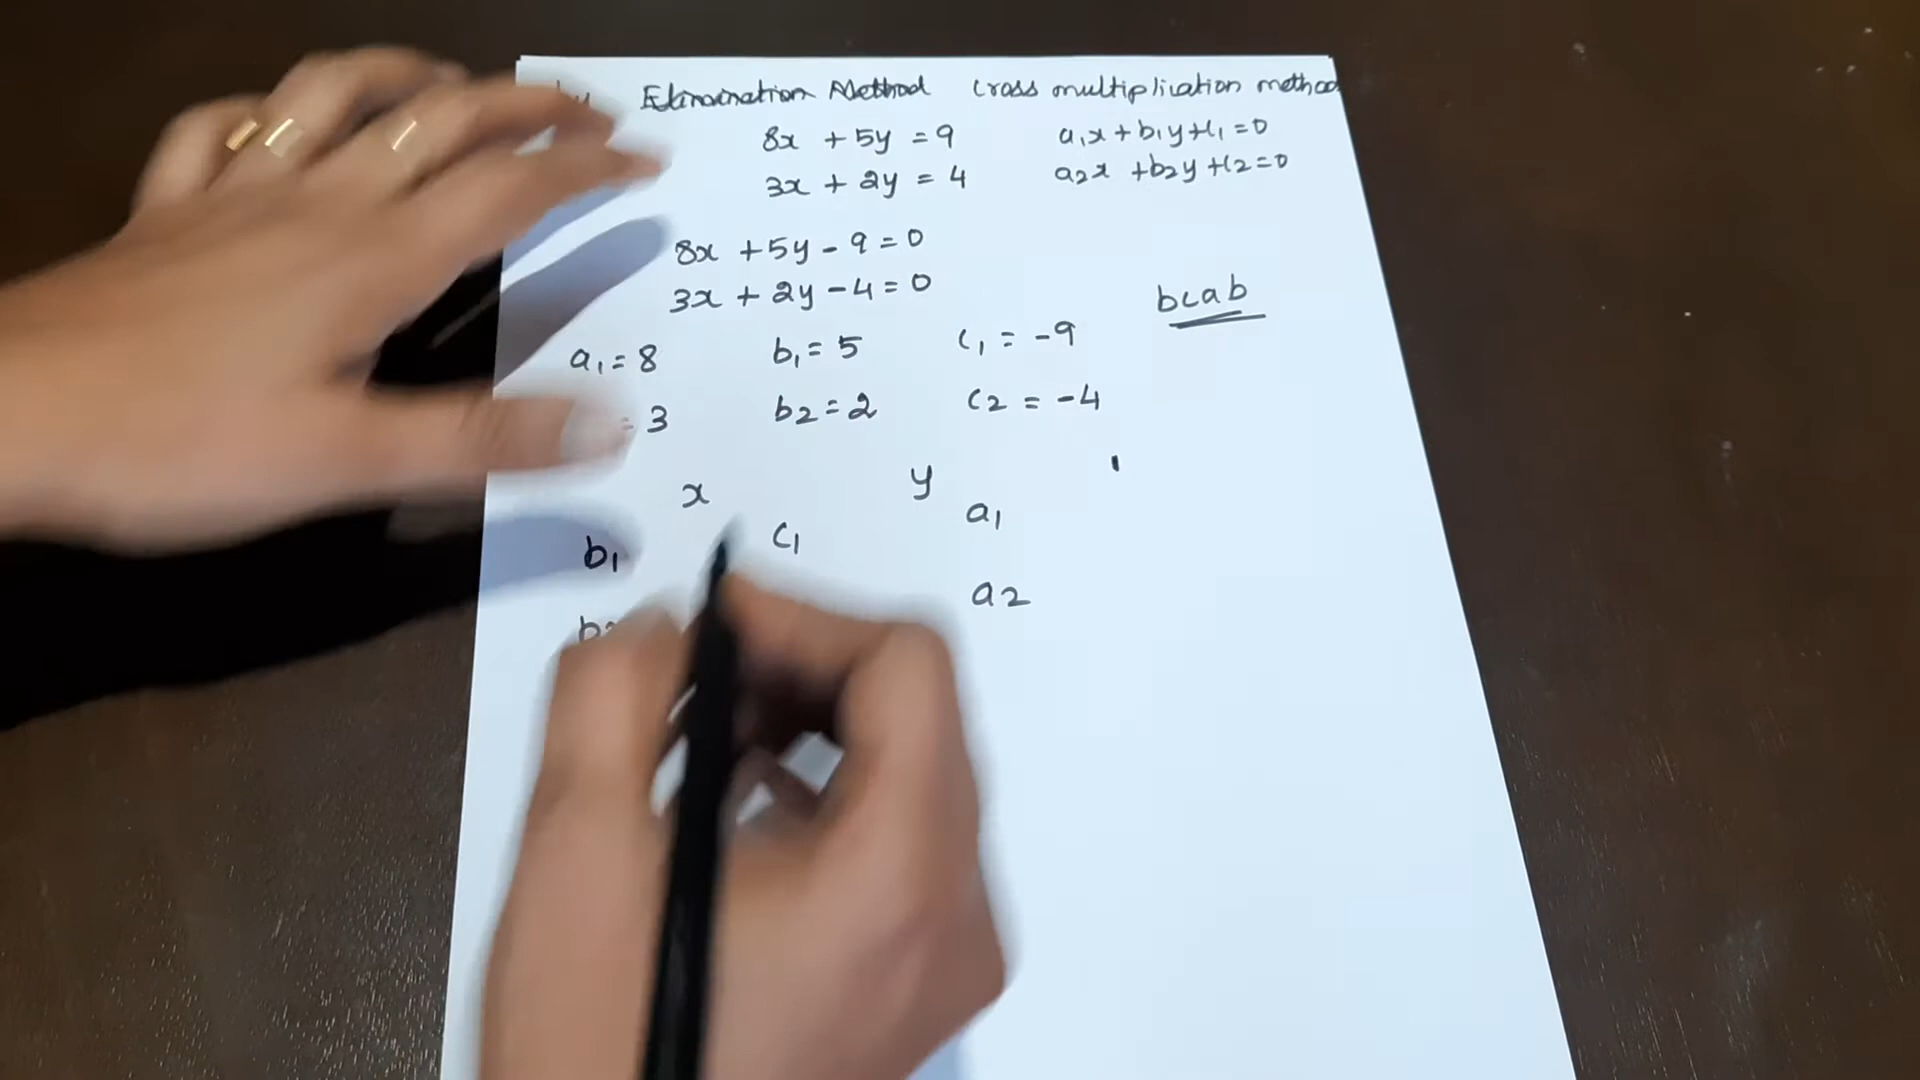 Elimination Method Cross multiplication method
8x + 5y = 9 a1x + b1y + c1 = 0
3x + 2y = 4 a2x + b2y + c2 = 0
8x + 5y - 9 = 0
3x + 2y - 4 = 0
bcab
a1 = 8 b1 = 5 c1 = -9
= 3 b2 = 2 c2 = -4
x y 1
b1 c1 a1
a2